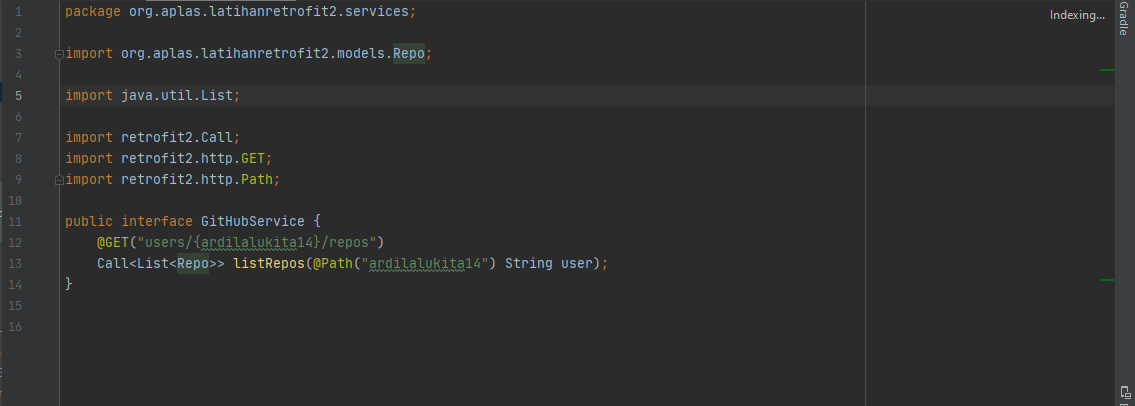 1 package org.aplas.latihanretrofit2.services;
2
3 import org.aplas.latihanretrofit2.models.Repo;
4
5 import java.util.List;
6
7 import retrofit2.Call;
8 import retrofit2.http.GET;
9 import retrofit2.http.Path;
10
11 public interface GitHubService {
12     @GET("users/{ardilalukita14}/repos")
13     Call<List<Repo>> listRepos(@Path("ardilalukita14") String user);
14 }
15
16
Indexing...
Gradle